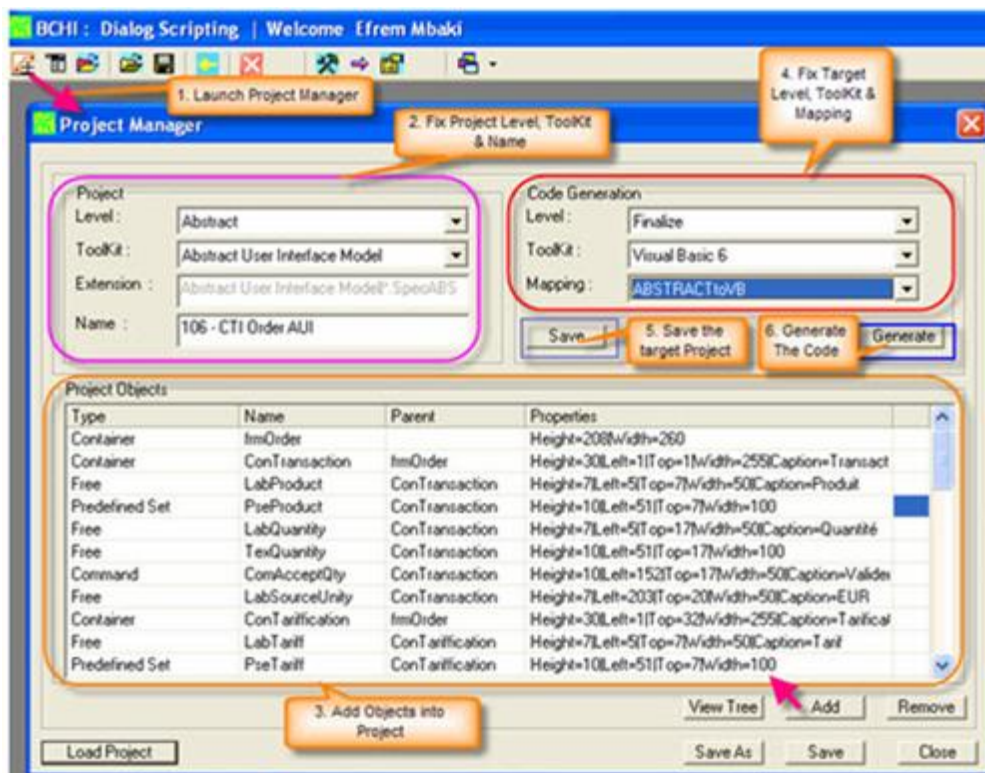 BCHI : Dialog Scripting | Welcome Efrem Mbaki
1. Launch Project Manager
4. Fix Target
Level, ToolKit &
Mapping
Project Manager
2. Fix Project Level, ToolKit
& Name
Project
Level :
Abstract
ToolKit :
Abstract User Interface Model
Extension :
Abstract User Interface Model*.SpecABS
Name :
106 - CTI Order AUI
Code Generation
Level :
Finalize
ToolKit :
Visual Basic 6
Mapping :
ABSTRACTtoVB
Save
5. Save the
target Project
6. Generate
The Code
Generate
Project Objects
Type Name Parent Properties
Container frmOrder Height=208|Width=260
Container ConTransaction frmOrder Height=30|Left=1|Top=1|Width=255|Caption=Transact
Free LabProduct ConTransaction Height=7|Left=5|Top=7|Width=50|Caption=Produit
Predefined Set PseProduct ConTransaction Height=10|Left=51|Top=7|Width=100
Free LabQuantity ConTransaction Height=7|Left=5|Top=17|Width=50|Caption=Quantité
Free TexQuantity ConTransaction Height=10|Left=51|Top=17|Width=100
Command ComAcceptQty ConTransaction Height=10|Left=152|Top=17|Width=50|Caption=Valider
Free LabSourceUnity ConTransaction Height=7|Left=203|Top=20|Width=50|Caption=EUR
Container ConTariffication frmOrder Height=30|Left=1|Top=32|Width=255|Caption=Tarificat
Free LabTariff ConTariffication Height=7|Left=5|Top=7|Width=50|Caption=Tarif
Predefined Set PseTariff ConTariffication Height=10|Left=51|Top=7|Width=100
3. Add Objects into
Project
View Tree Add Remove
Load Project Save As Save Close